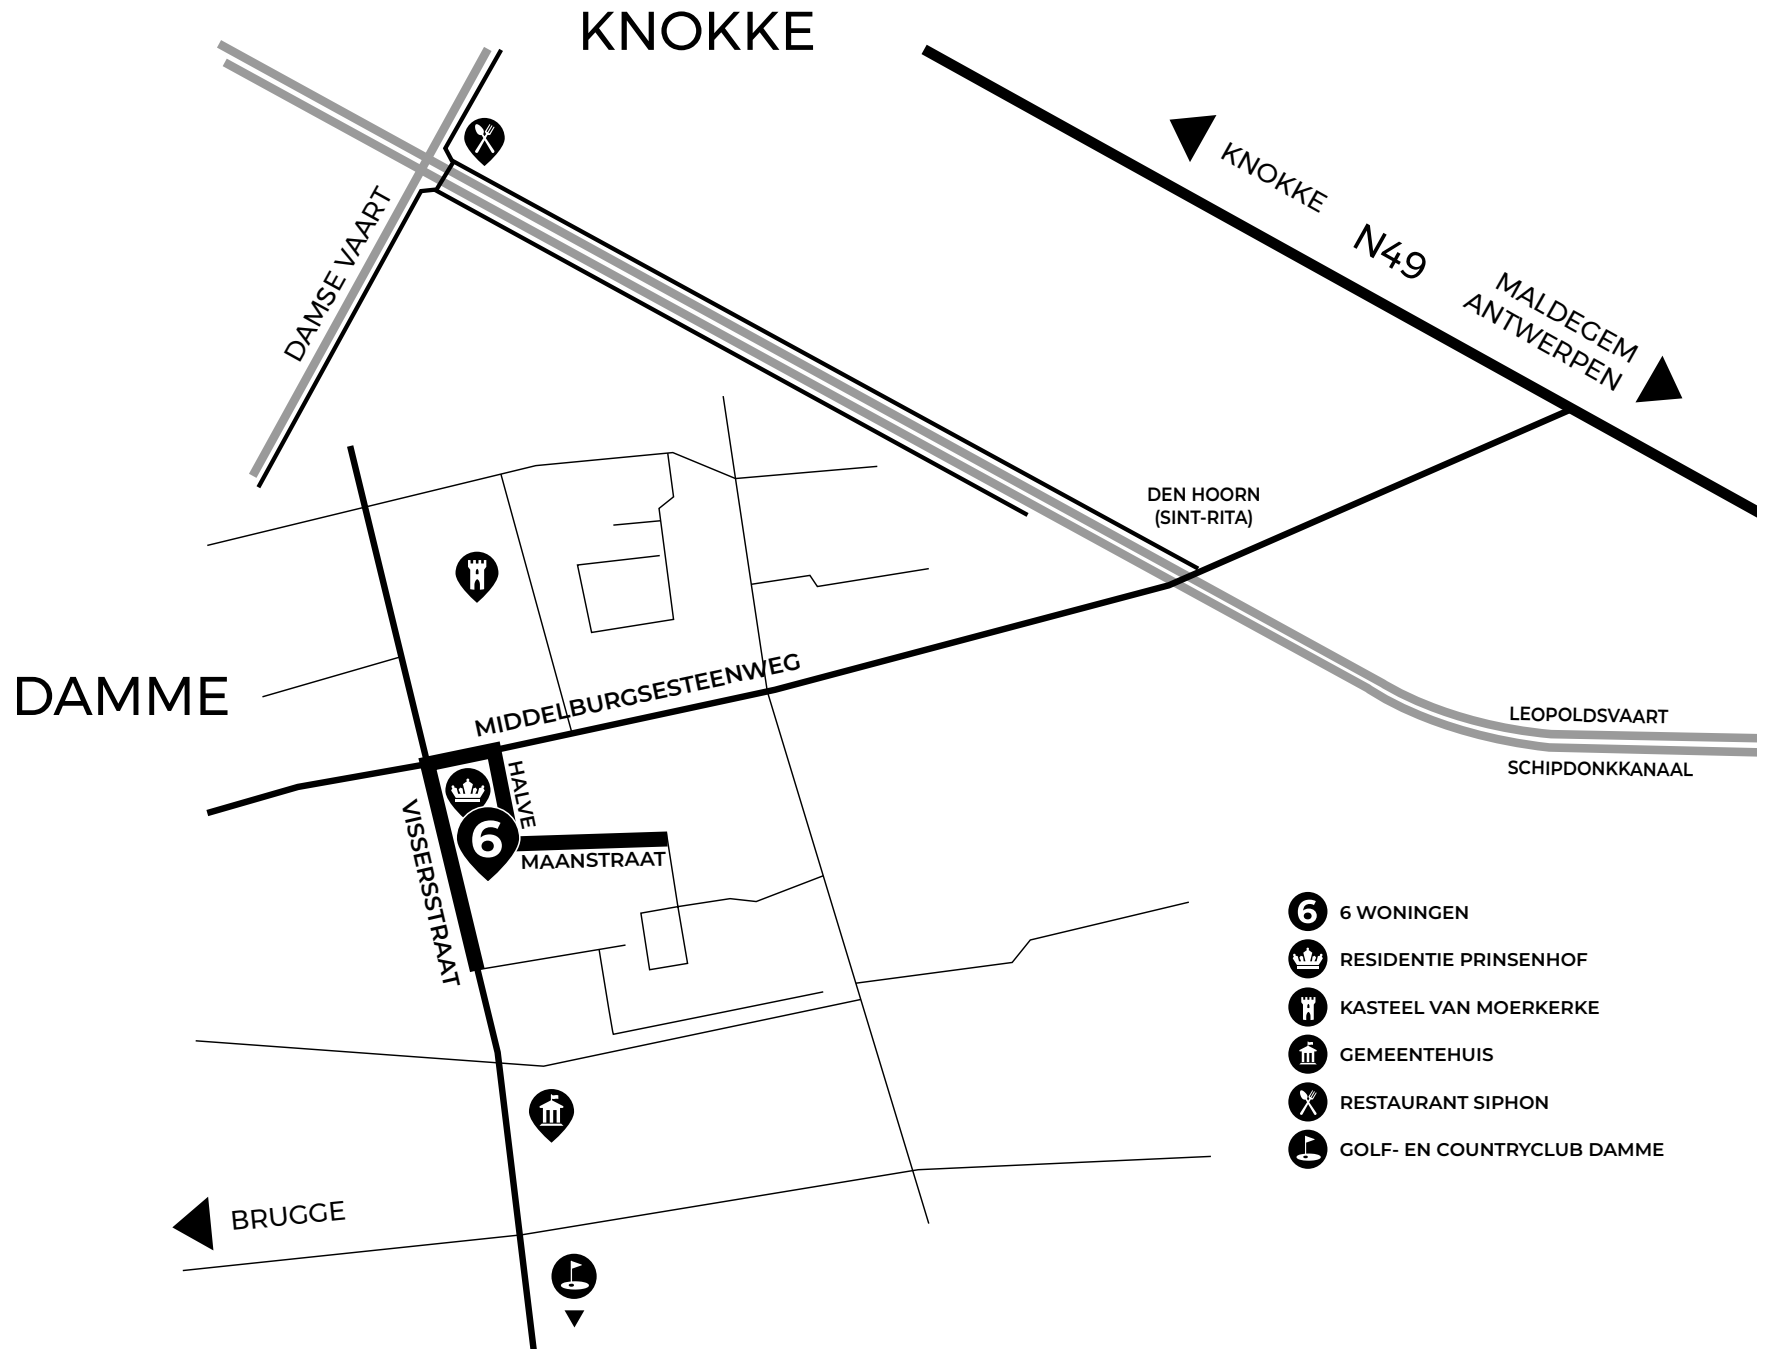 KNOKKE
KNOKKE
N49
MALDEGEM
ANTWERPEN
DAMSE VAART
DEN HOORN
(SINT-RITA)
DAMME
MIDDELBURGSESTEENWEG
LEOPOLDSVAART
SCHIPDONKKANAAL
HALVE
MAANSTRAAT
VISSERSSTRAAT
6
BRUGGE
6 6 WONINGEN
RESIDENTIE PRINSENHOF
KASTEEL VAN MOERKERKE
GEMEENTEHUIS
RESTAURANT SIPHON
GOLF- EN COUNTRYCLUB DAMME